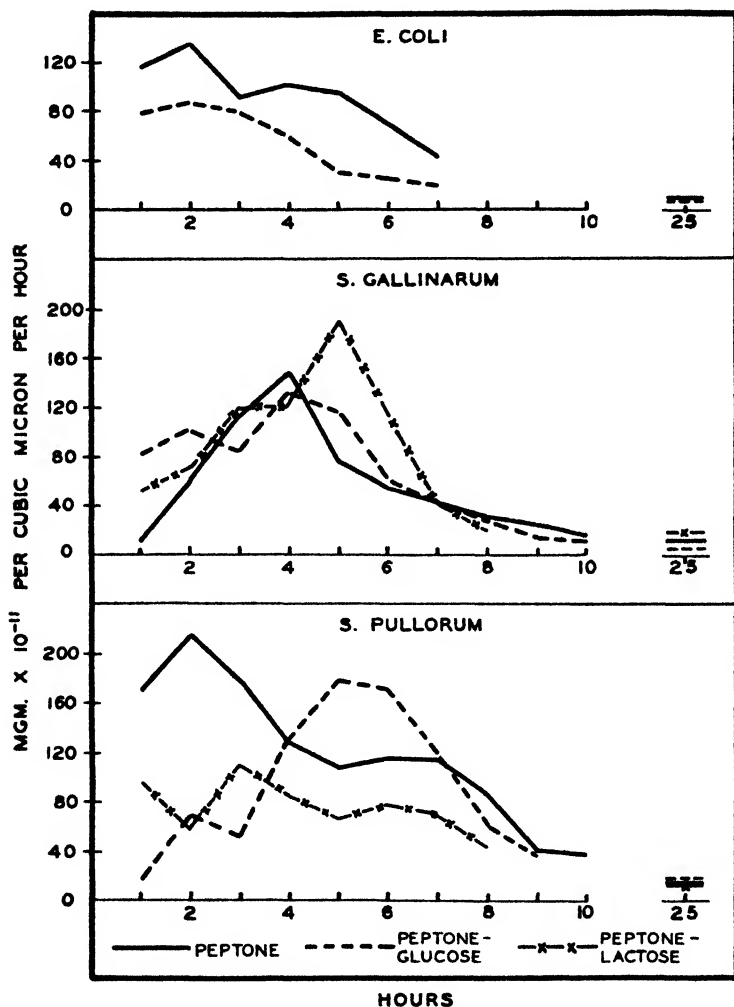 E. COLI
120
80
40
0
2 4 6 8 10 25
S. GALLINARUM
200
160
120
80
40
0
2 4 6 8 10 25
S. PULLORUM
200
160
120
80
40
0
2 4 6 8 10 25
PEPTONE PEPTONE-GLUCOSE PEPTONE-LACTOSE
HOURS
MGM. X 10⁻¹¹ PER CUBIC MICRON PER HOUR